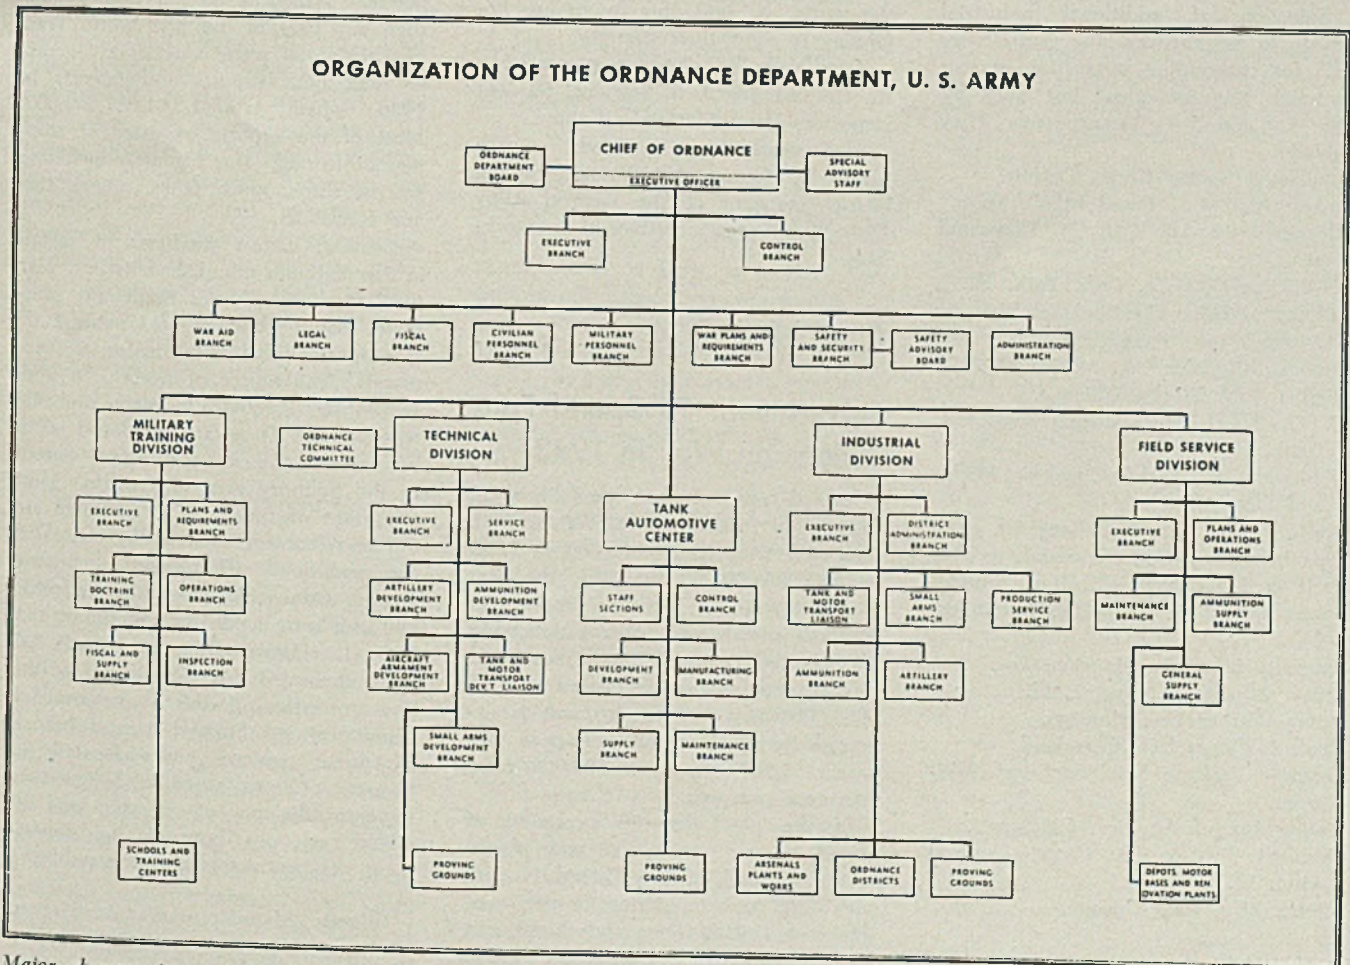 ORGANIZATION OF THE ORDNANCE DEPARTMENT, U. S. ARMY
ORDNANCE
DEPARTMENT
BOARD
CHIEF OF ORDNANCE
EXECUTIVE OFFICER
SPECIAL
ADVISORY
STAFF
EXECUTIVE
BRANCH
CONTROL
BRANCH
WAR AID
BRANCH
LEGAL
BRANCH
FISCAL
BRANCH
CIVILIAN
PERSONNEL
BRANCH
MILITARY
PERSONNEL
BRANCH
WAR PLANS AND
REQUIREMENTS
BRANCH
SAFETY
AND SECURITY
BRANCH
SAFETY
ADVISORY
BOARD
ADMINISTRATION
BRANCH
MILITARY
TRAINING
DIVISION
ORDNANCE
TECHNICAL
COMMITTEE
TECHNICAL
DIVISION
INDUSTRIAL
DIVISION
FIELD SERVICE
DIVISION
EXECUTIVE
BRANCH
PLANS AND
REQUIREMENTS
BRANCH
TRAINING
DOCTRINE
BRANCH
OPERATIONS
BRANCH
FISCAL AND
SUPPLY
BRANCH
INSPECTION
BRANCH
SCHOOLS AND
TRAINING
CENTERS
EXECUTIVE
BRANCH
SERVICE
BRANCH
ARTILLERY
DEVELOPMENT
BRANCH
AMMUNITION
DEVELOPMENT
BRANCH
AIRCRAFT
ARMAMENT
DEVELOPMENT
BRANCH
TANK AND
MOTOR
TRANSPORT
DEV'T. LIAISON
SMALL ARMS
DEVELOPMENT
BRANCH
PROVING
GROUNDS
TANK
AUTOMOTIVE
CENTER
STAFF
SECTIONS
CONTROL
BRANCH
DEVELOPMENT
BRANCH
MANUFACTURING
BRANCH
SUPPLY
BRANCH
MAINTENANCE
BRANCH
PROVING
GROUNDS
EXECUTIVE
BRANCH
DISTRICT
ADMINISTRATION
BRANCH
TANK AND
MOTOR
TRANSPORT
LIAISON
SMALL
ARMS
BRANCH
PRODUCTION
SERVICE
BRANCH
AMMUNITION
BRANCH
ARTILLERY
BRANCH
ARSENALS
PLANTS AND
WORKS
ORDNANCE
DISTRICTS
PROVING
GROUNDS
EXECUTIVE
BRANCH
PLANS AND
OPERATIONS
BRANCH
MAINTENANCE
BRANCH
AMMUNITION
SUPPLY
BRANCH
GENERAL
SUPPLY
BRANCH
DEPOTS, MOTOR
BASES AND REN-
OVATION PLANTS
Major